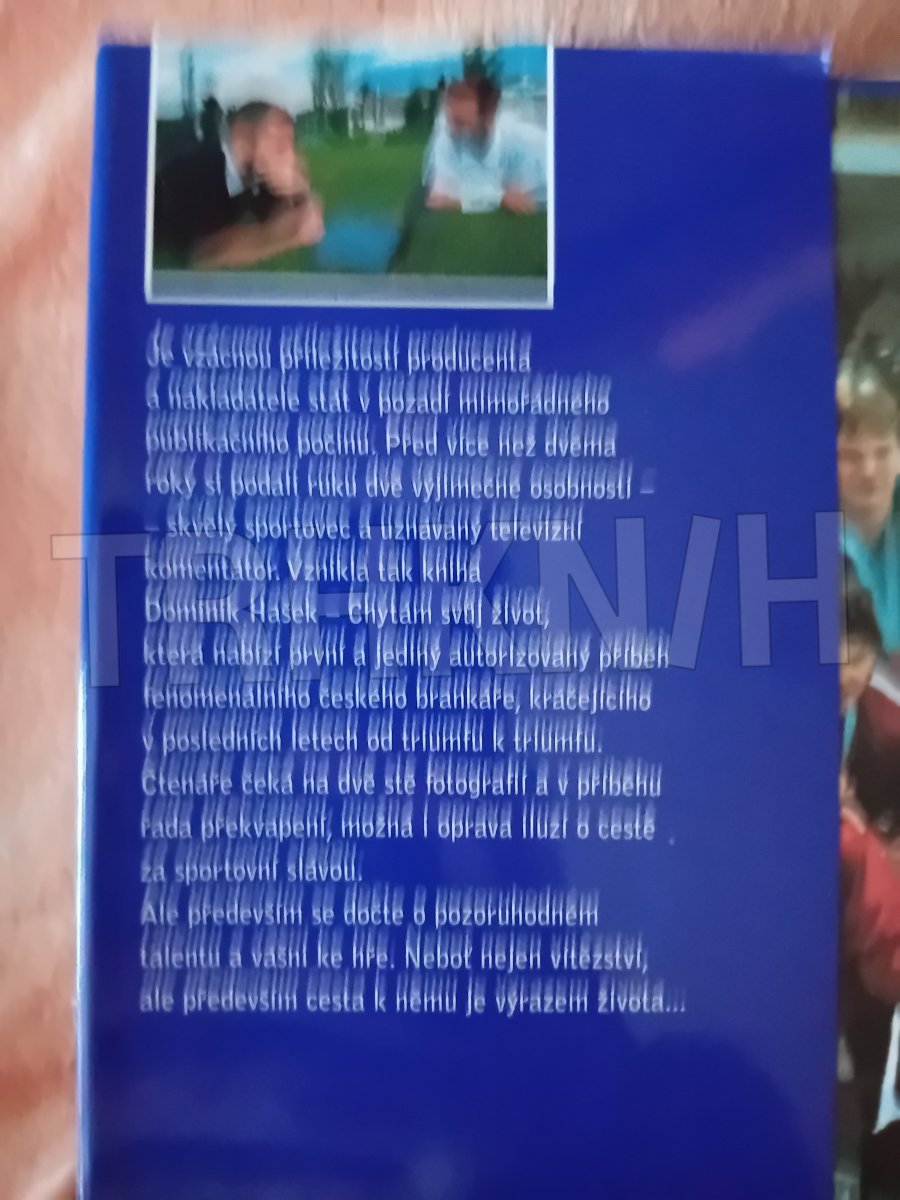 Je vzácnou příležitostí producenta
a nakladatele stát v pozadí mimořádného
publikačního počinu. Před více než dvěma
roky si podali ruku dvě výjimečné osobnosti –
– skvělý sportovec a uznávaný televizní
komentátor. Vznikla tak kniha
Dominik Hašek – Chytám svůj život,
která nabízí první a jediný autorizovaný příběh
fenomenálního českého brankáře, kráčejícího
v posledních letech od triumfu k triumfu.
Čtenáře čeká na dvě stě fotografií a v příběhu
řada překvapení, možná i oprava iluzí o cestě
za sportovní slávou.
Ale především se dočte o pozoruhodném
talentu a vášni ke hře. Neboť nejen vítězství,
ale především cesta k němu je výrazem života...